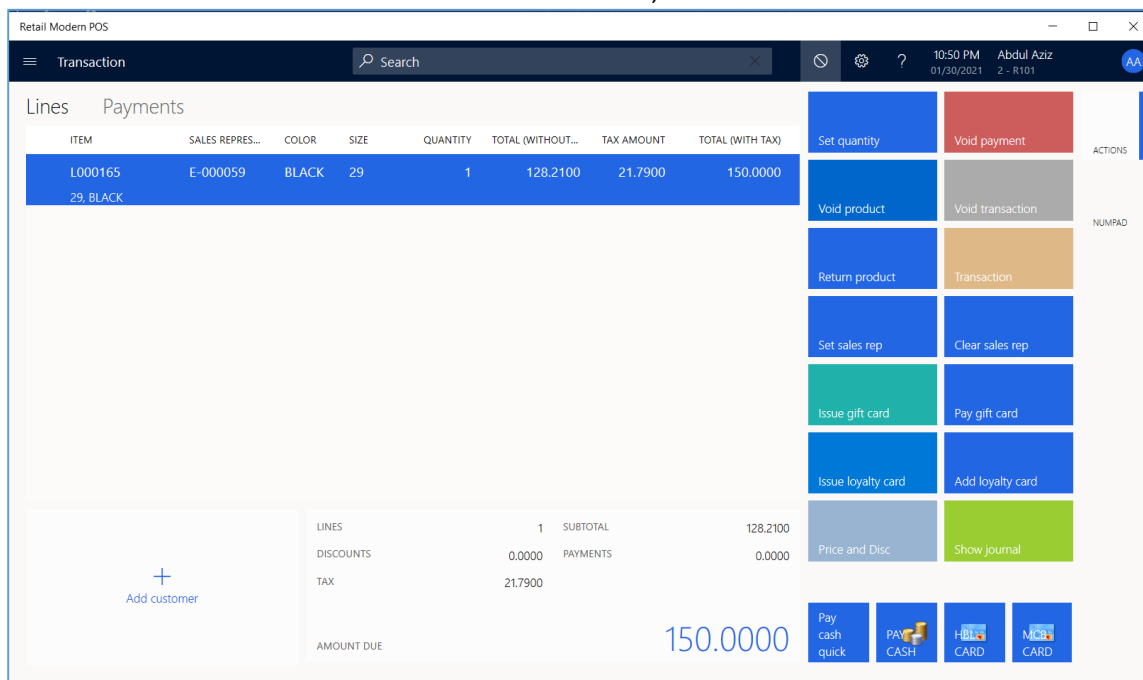 Retail Modern POS
Transaction
Search
10:50 PM Abdul Aziz
01/30/2021 2 - R101
AA
Lines Payments
ITEM SALES REPRES... COLOR SIZE QUANTITY TOTAL (WITHOUT... TAX AMOUNT TOTAL (WITH TAX)
L000165 E-000059 BLACK 29 1 128.2100 21.7900 150.0000
29, BLACK
Set quantity Void payment
ACTIONS
Void product Void transaction
NUMPAD
Return product Transaction
Set sales rep Clear sales rep
Issue gift card Pay gift card
Issue loyalty card Add loyalty card
Price and Disc Show journal
Add customer
LINES 1 SUBTOTAL 128.2100
DISCOUNTS 0.0000 PAYMENTS 0.0000
TAX 21.7900
AMOUNT DUE 150.0000
Pay
cash
quick
PAY
CASH
HBL
CARD
MCB
CARD